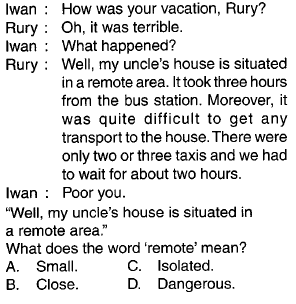 Iwan : How was your vacation, Rury?
Rury : Oh, it was terrible.
Iwan : What happened?
Rury : Well, my uncle's house is situated
in a remote area. It took three hours
from the bus station. Moreover, it
was quite difficult to get any
transport to the house. There were
only two or three taxis and we had
to wait for about two hours.
Iwan : Poor you.
"Well, my uncle's house is situated in
a remote area."
What does the word 'remote' mean?
A. Small. C. Isolated.
B. Close. D. Dangerous.